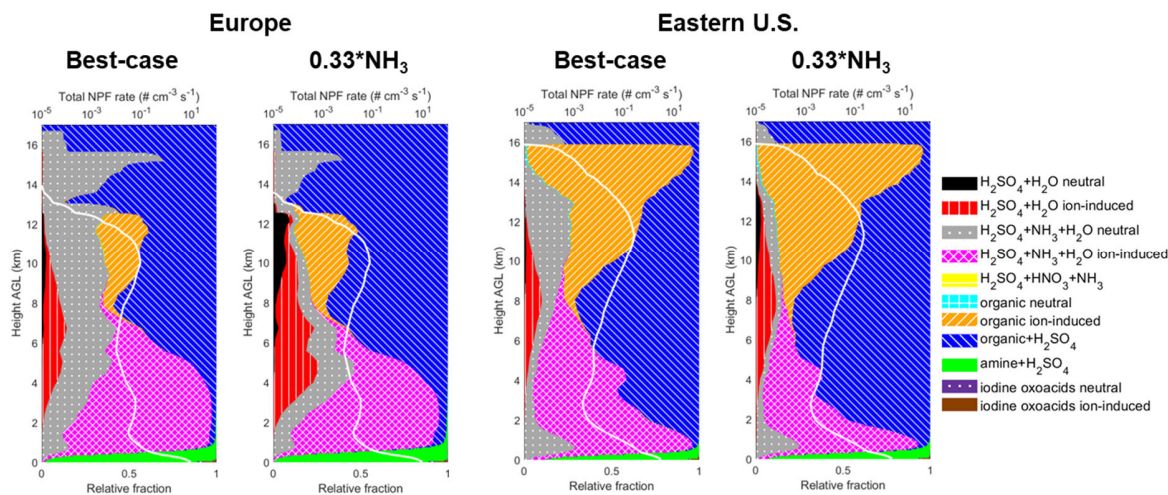 Europe
Eastern U.S.
Best-case
0.33*NH₃
Best-case
0.33*NH₃
Total NPF rate (# cm⁻³ s⁻¹)
Total NPF rate (# cm⁻³ s⁻¹)
Total NPF rate (# cm⁻³ s⁻¹)
Total NPF rate (# cm⁻³ s⁻¹)
10⁻⁵ 10⁻³ 10⁻¹ 10¹
10⁻⁵ 10⁻³ 10⁻¹ 10¹
10⁻⁵ 10⁻³ 10⁻¹ 10¹
10⁻⁵ 10⁻³ 10⁻¹ 10¹
Height AGL (km)
16
14
12
10
8
6
4
2
0
Height AGL (km)
16
14
12
10
8
6
4
2
0
Height AGL (km)
16
14
12
10
8
6
4
2
0
Height AGL (km)
16
14
12
10
8
6
4
2
0
0 0.5 1
0 0.5 1
0 0.5 1
0 0.5 1
Relative fraction
Relative fraction
Relative fraction
Relative fraction
H₂SO₄+H₂O neutral
H₂SO₄+H₂O ion-induced
H₂SO₄+NH₃+H₂O neutral
H₂SO₄+NH₃+H₂O ion-induced
H₂SO₄+HNO₃+NH₃
organic neutral
organic ion-induced
organic+H₂SO₄
amine+H₂SO₄
iodine oxoacids neutral
iodine oxoacids ion-induced